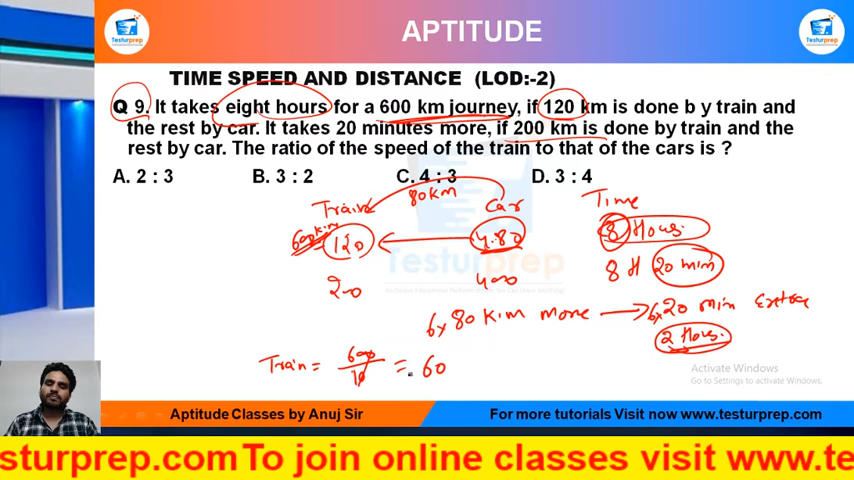 APTITUDE
Testurprep
Testurprep
TIME SPEED AND DISTANCE (LOD:-2)
Q 9. It takes eight hours for a 600 km journey, if 120 km is done b y train and
the rest by car. It takes 20 minutes more, if 200 km is done by train and the
rest by car. The ratio of the speed of the train to that of the cars is ?
A. 2 : 3 B. 3 : 2 C. 4 : 3 D. 3 : 4
80 km
Train Car Time
120 480 8 Hours
8 H 20 min
200 400
6x 80 Kim more 6x 20 min Extra
2 Hours
Train = 600/10 = 60
Testurprep
Activate Windows
Go to Settings to activate Windows.
Aptitude Classes by Anuj Sir For more tutorials Visit now www.testurprep.com
sturprep.com To join online classes visit www.te